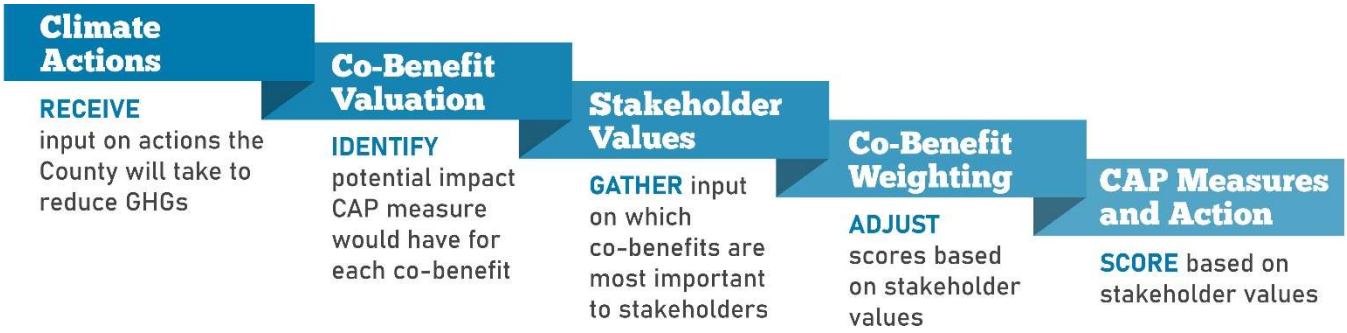 Climate
Actions
RECEIVE
input on actions the
County will take to
reduce GHGs
Co-Benefit
Valuation
IDENTIFY
potential impact
CAP measure
would have for
each co-benefit
Stakeholder
Values
GATHER input
on which
co-benefits are
most important
to stakeholders
Co-Benefit
Weighting
ADJUST
scores based
on stakeholder
values
CAP Measures
and Action
SCORE based on
stakeholder values